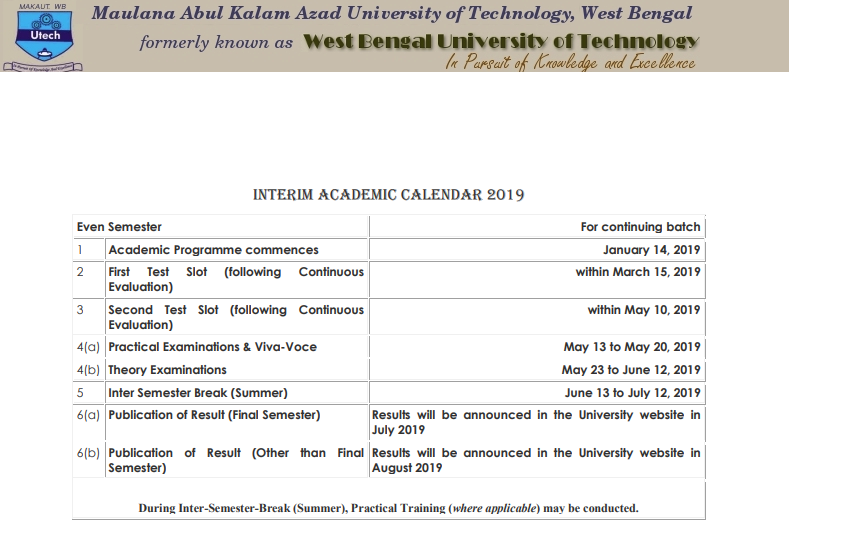 MAKAUT WB
Utech
In Pursuit of Knowledge And Excellence
Maulana Abul Kalam Azad University of Technology, West Bengal
formerly known as West Bengal University of Technology
In Pursuit of Knowledge and Excellence
INTERIM ACADEMIC CALENDAR 2019
Even Semester For continuing batch
1 Academic Programme commences January 14, 2019
2 First Test Slot (following Continuous within March 15, 2019
Evaluation)
3 Second Test Slot (following Continuous within May 10, 2019
Evaluation)
4(a) Practical Examinations & Viva-Voce May 13 to May 20, 2019
4(b) Theory Examinations May 23 to June 12, 2019
5 Inter Semester Break (Summer) June 13 to July 12, 2019
6(a) Publication of Result (Final Semester) Results will be announced in the University website in
July 2019
6(b) Publication of Result (Other than Final Results will be announced in the University website in
Semester) August 2019
During Inter-Semester-Break (Summer), Practical Training (where applicable) may be conducted.